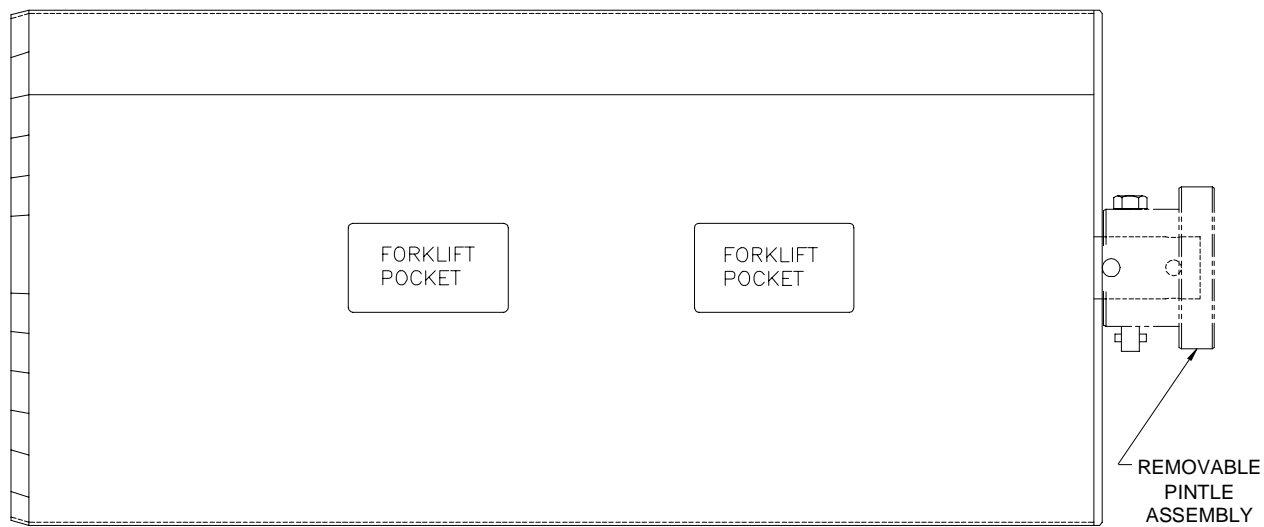 FORKLIFT
POCKET
FORKLIFT
POCKET
REMOVABLE
PINTLE
ASSEMBLY